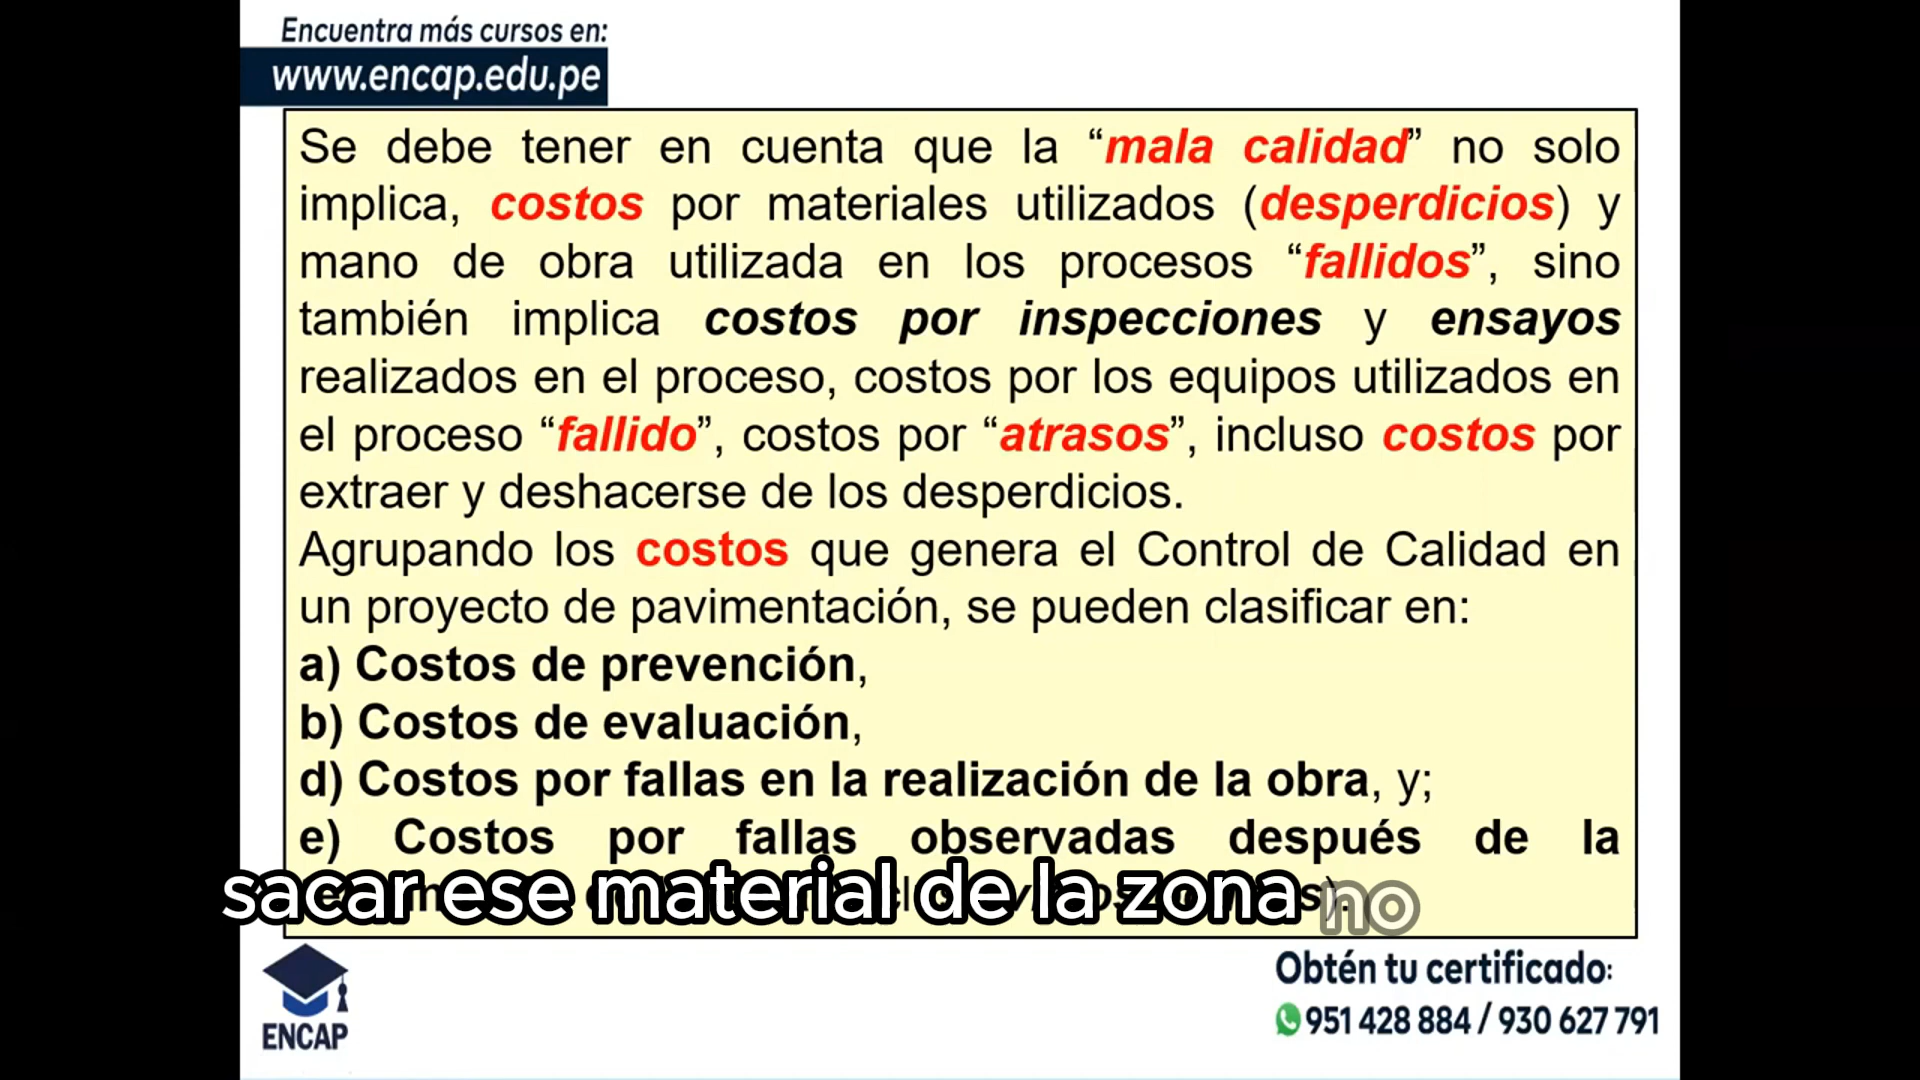 Encuentra más cursos en:
www.encap.edu.pe
Se debe tener en cuenta que la “mala calidad” no solo
implica, costos por materiales utilizados (desperdicios) y
mano de obra utilizada en los procesos “fallidos”, sino
también implica costos por inspecciones y ensayos
realizados en el proceso, costos por los equipos utilizados en
el proceso “fallido”, costos por “atrasos”, incluso costos por
extraer y deshacerse de los desperdicios.
Agrupando los costos que genera el Control de Calidad en
un proyecto de pavimentación, se pueden clasificar en:
a) Costos de prevención,
b) Costos de evaluación,
d) Costos por fallas en la realización de la obra, y;
e) Costos por fallas observadas después de la
sacar ese material de la zona no
ENCAP
Obtén tu certificado:
951 428 884 / 930 627 791